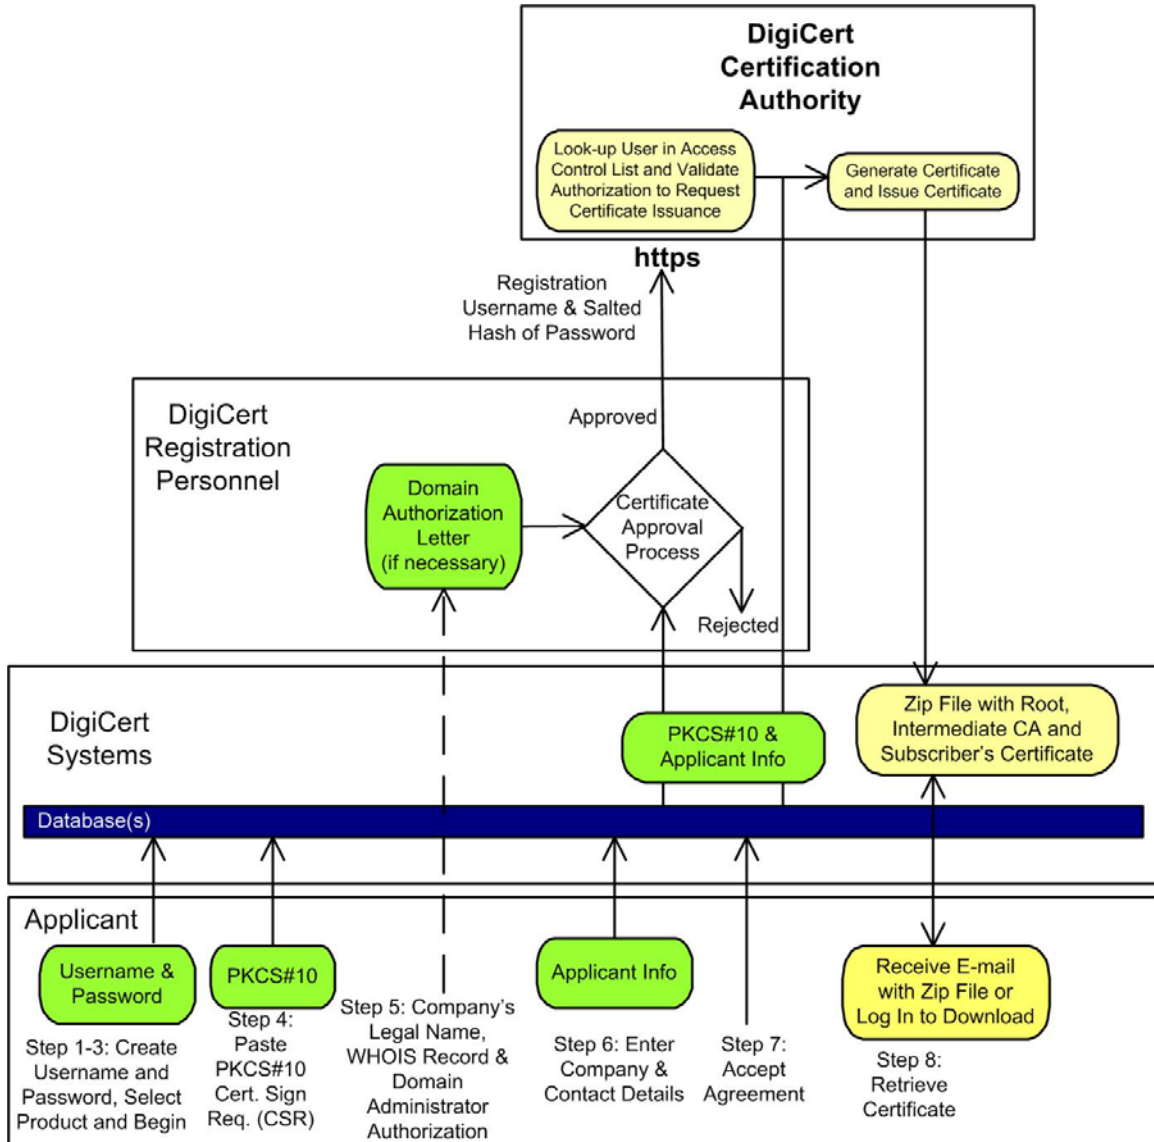 DigiCert
Certification
Authority
Look-up User in Access
Control List and Validate
Authorization to Request
Certificate Issuance
Generate Certificate
and Issue Certificate
https
Registration
Username & Salted
Hash of Password
DigiCert
Registration
Personnel
Approved
Domain
Authorization
Letter
(if necessary)
Certificate
Approval
Process
Rejected
DigiCert
Systems
PKCS#10 &
Applicant Info
Zip File with Root,
Intermediate CA and
Subscriber's Certificate
Database(s)
Applicant
Username &
Password
PKCS#10
Applicant Info
Receive E-mail
with Zip File or
Log In to Download
Step 1-3: Create
Username and
Password, Select
Product and Begin
Step 4:
Paste
PKCS#10
Cert. Sign
Req. (CSR)
Step 5: Company's
Legal Name,
WHOIS Record &
Domain
Administrator
Authorization
Step 6: Enter
Company &
Contact Details
Step 7:
Accept
Agreement
Step 8:
Retrieve
Certificate